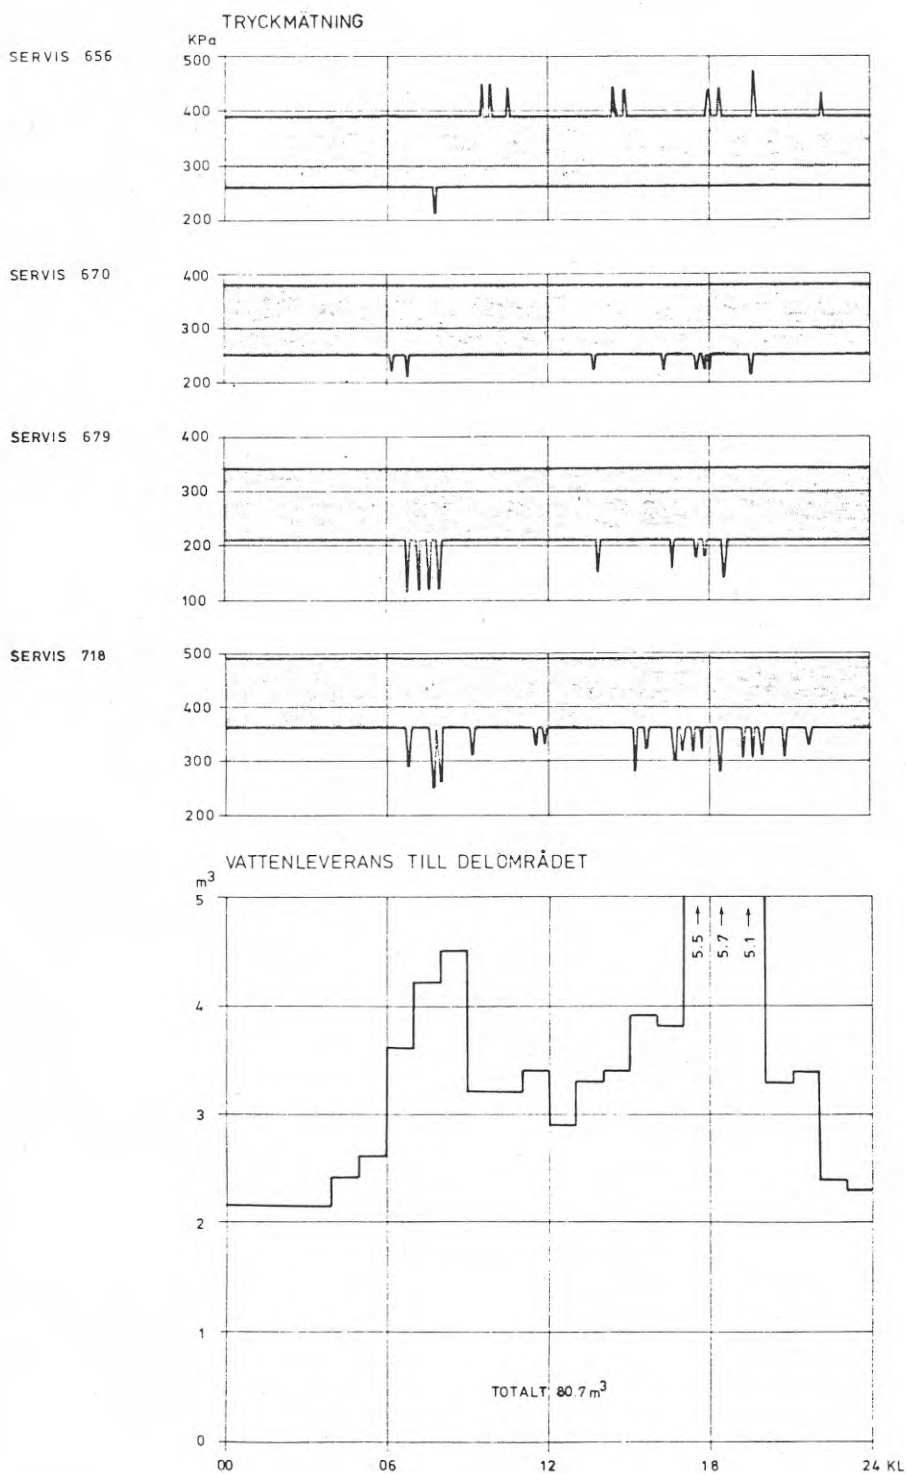 TRYCKMÄTNING
KPa
SERVIS 656
500
400
300
200
SERVIS 670
400
300
200
SERVIS 679
400
300
200
100
SERVIS 718
500
400
300
200
VATTENLEVERANS TILL DELOMRÅDET
m³
5
5.5 →
5.7 →
5.1 →
4
3
2
1
TOTALT 80.7 m³
0
00 06 12 18 24 KL